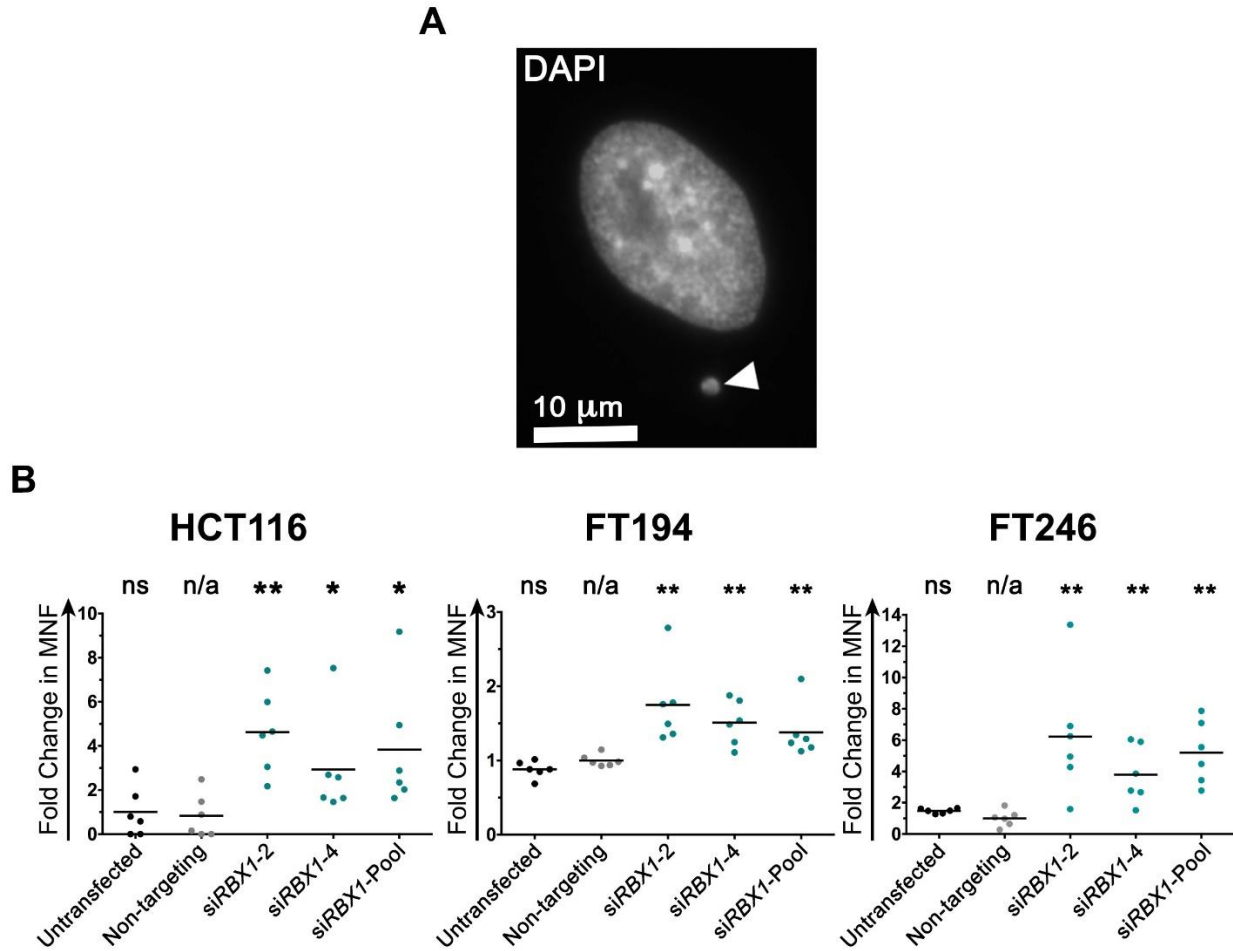 A
DAPI
10 μm
B
HCT116
ns n/a ** * *
Fold Change in MNF
10
8
6
4
2
0
Untransfected
Non-targeting
siRBX1-2
siRBX1-4
siRBX1-Pool
FT194
ns n/a ** ** **
Fold Change in MNF
3
2
1
0
Untransfected
Non-targeting
siRBX1-2
siRBX1-4
siRBX1-Pool
FT246
ns n/a ** ** **
Fold Change in MNF
14
12
10
8
6
4
2
0
Untransfected
Non-targeting
siRBX1-2
siRBX1-4
siRBX1-Pool